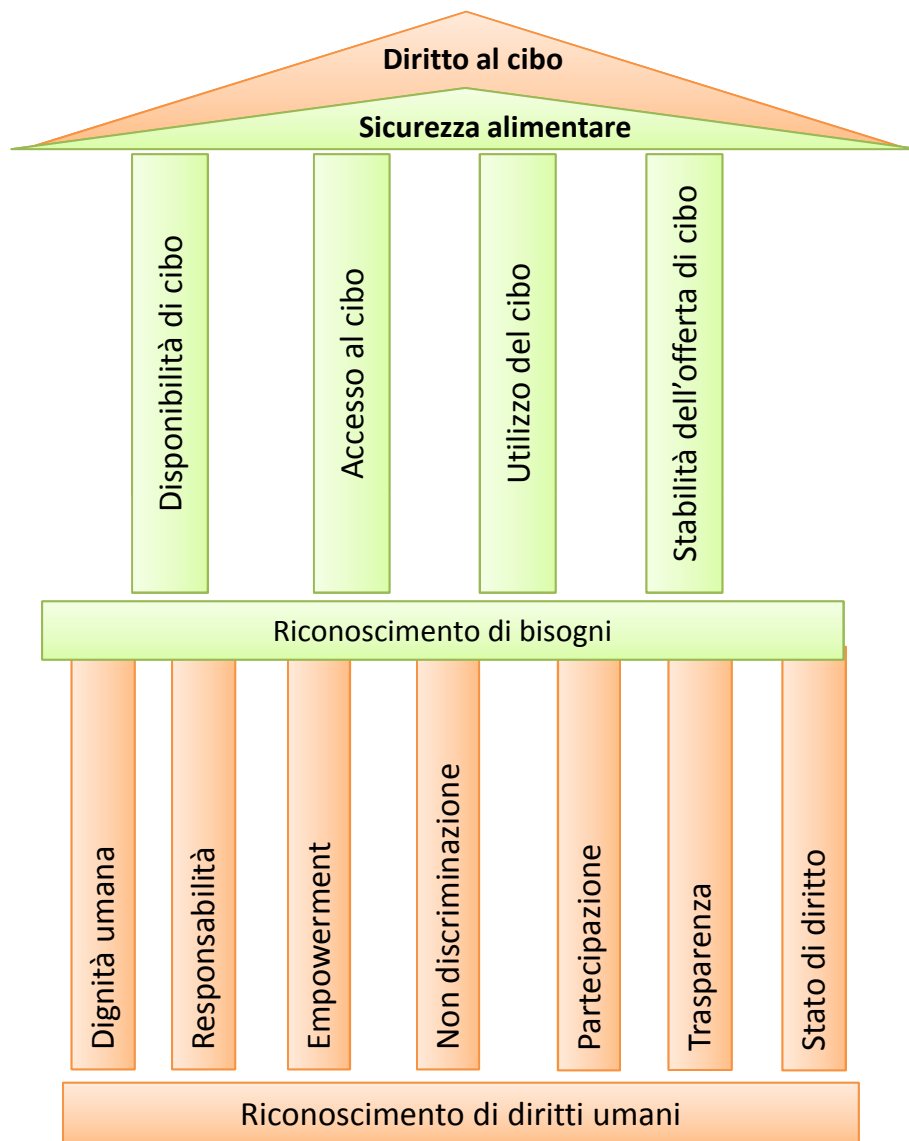 Diritto al cibo
Sicurezza alimentare
Disponibilità di cibo
Accesso al cibo
Utilizzo del cibo
Stabilità dell’offerta di cibo
Riconoscimento di bisogni
Dignità umana
Responsabilità
Empowerment
Non discriminazione
Partecipazione
Trasparenza
Stato di diritto
Riconoscimento di diritti umani